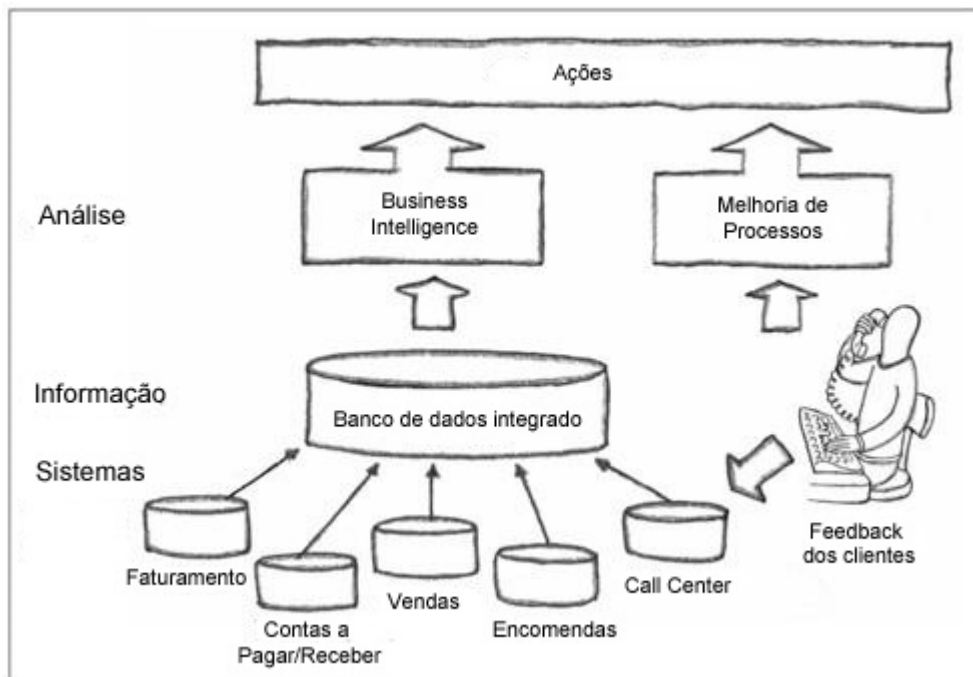 Ações
Análise
Business
Intelligence
Melhoria de
Processos
Informação
Banco de dados integrado
Sistemas
Faturamento
Contas a
Pagar/Receber
Vendas
Encomendas
Call Center
Feedback
dos clientes